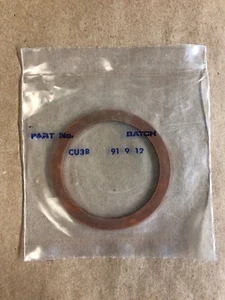 PART No. BATCH
CU38 91 9 12